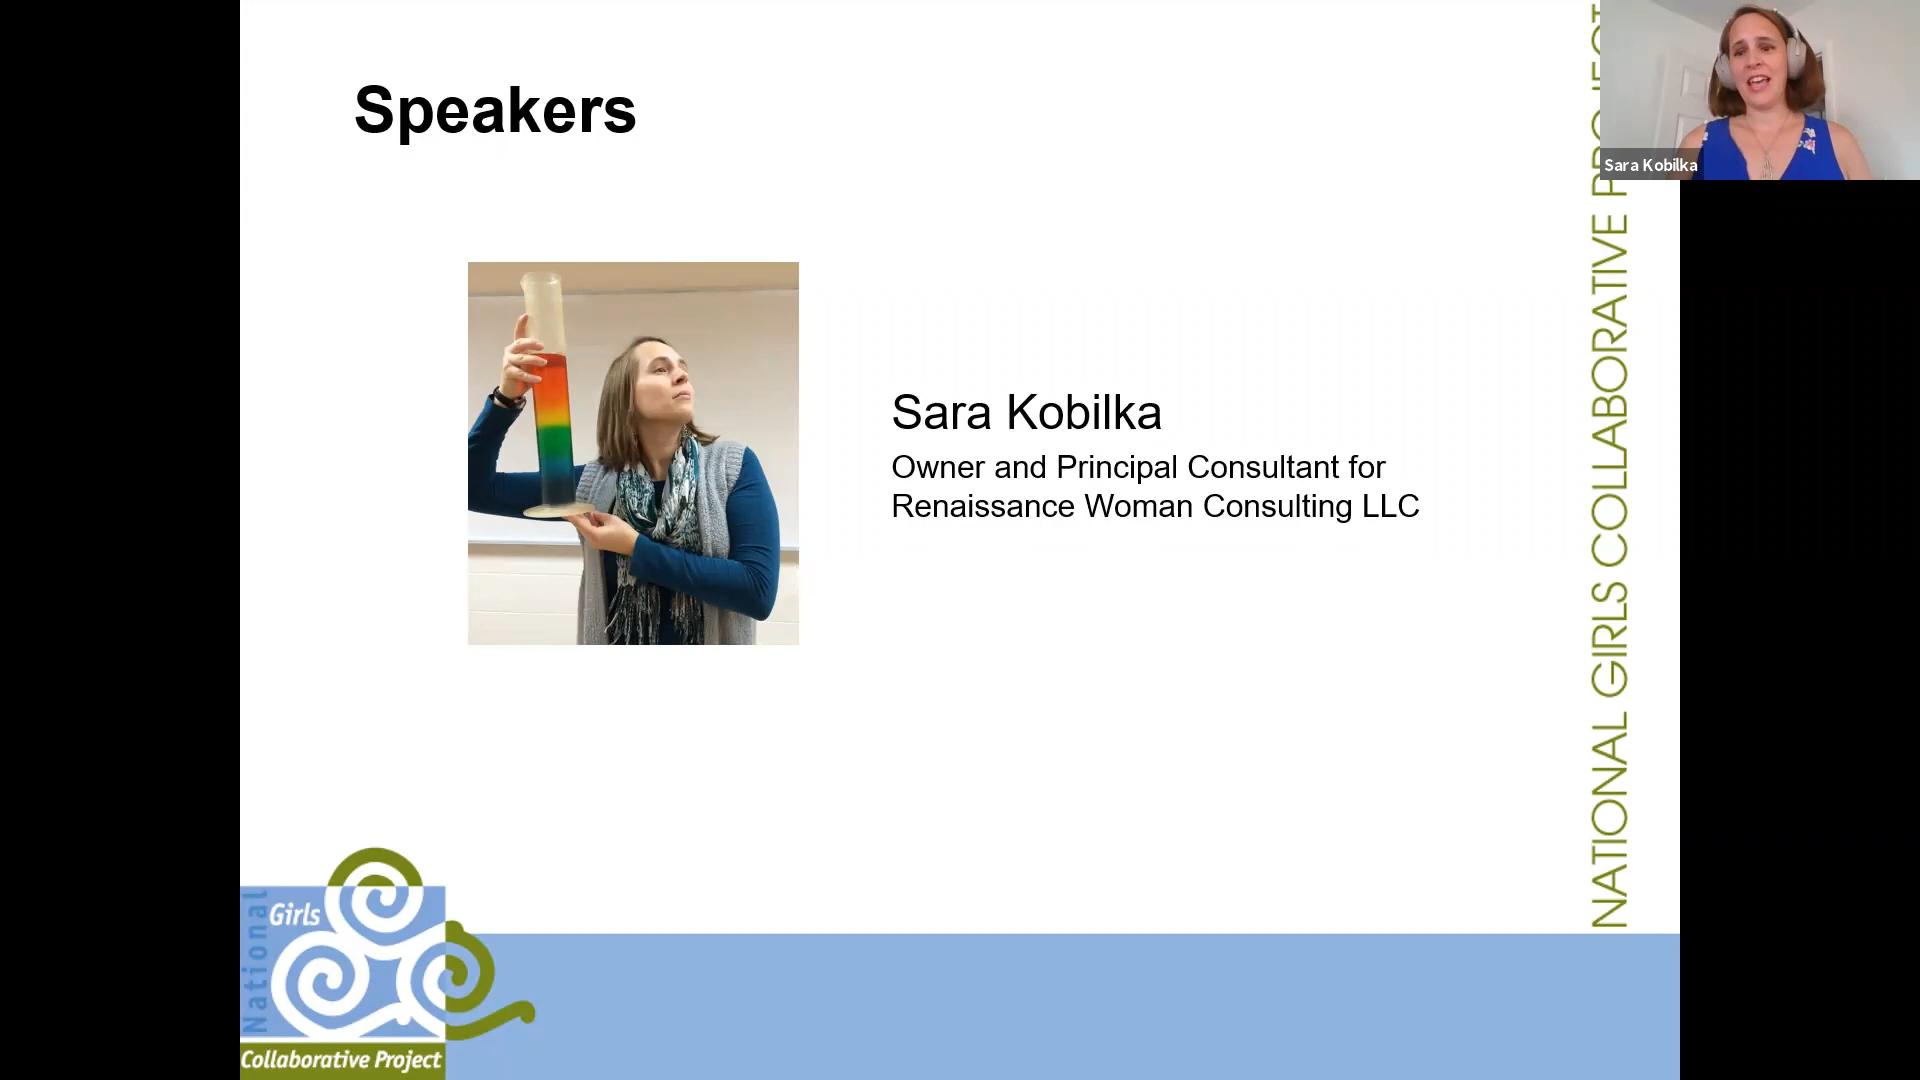 Speakers
Sara Kobilka
Sara Kobilka
Owner and Principal Consultant for
Renaissance Woman Consulting LLC
NATIONAL GIRLS COLLABORATIVE PROJECT
National
Girls
Collaborative Project